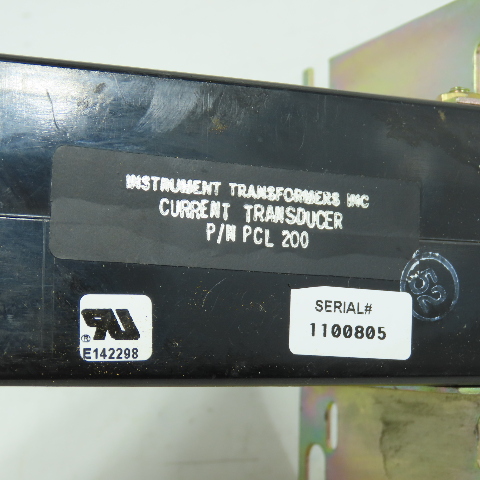 INSTRUMENT TRANSFORMERS INC
CURRENT TRANSDUCER
P/N PCL 200
SERIAL#
1100805
®
E142298